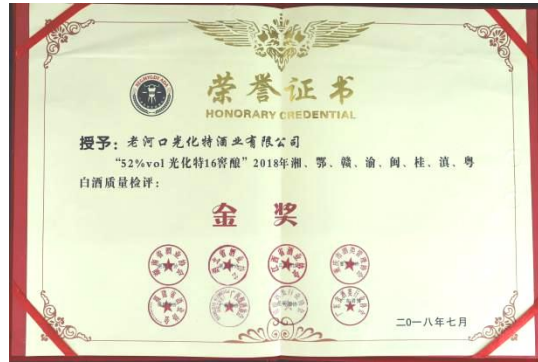 荣誉证书
HONORARY CREDENTIAL
授予：老河口光化特酒业有限公司
“52%vol 光化特16窖酿”2018年湘、鄂、赣、渝、闽、桂、滇、粤
白酒质量检评：
金奖
二〇一八年七月